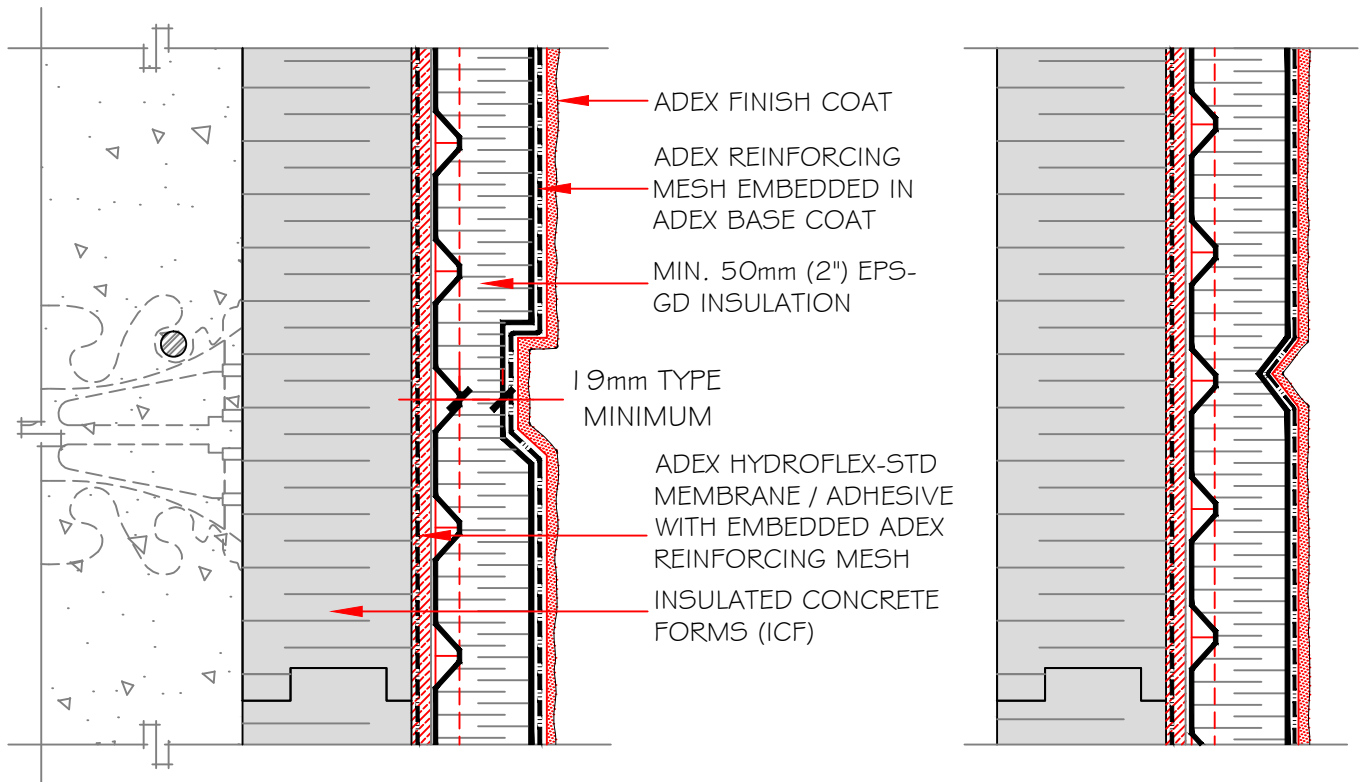 ADEX FINISH COAT
ADEX REINFORCING
MESH EMBEDDED IN
ADEX BASE COAT
MIN. 50mm (2") EPS-
GD INSULATION
19mm TYPE
MINIMUM
ADEX HYDROFLEX-STD
MEMBRANE / ADHESIVE
WITH EMBEDDED ADEX
REINFORCING MESH
INSULATED CONCRETE
FORMS (ICF)